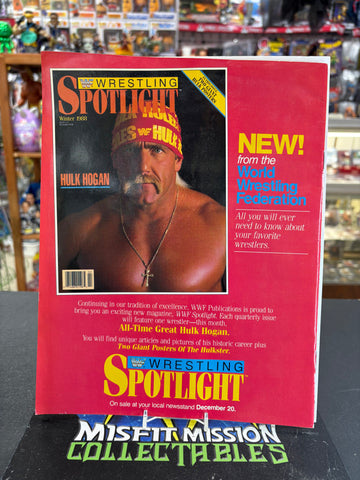 WRESTLING
SPOTLIGHT
Winter 1988
HULK HOGAN
NEW!
from the
World
Wrestling
Federation
All you will ever
need to know about
your favorite
wrestlers.
Continuing in our tradition of excellence, WWF Publications is proud to
bring you an exciting new magazine, WWF Spotlight. Each quarterly issue
will feature one wrestler—this month,
All-Time Great Hulk Hogan.
You will find unique articles and pictures of his historic career plus
Two Giant Posters Of The Hulkster.
WRESTLING
SPOTLIGHT
On sale at your local newsstand December 20.
MISFIT MISSION
COLLECTABLES